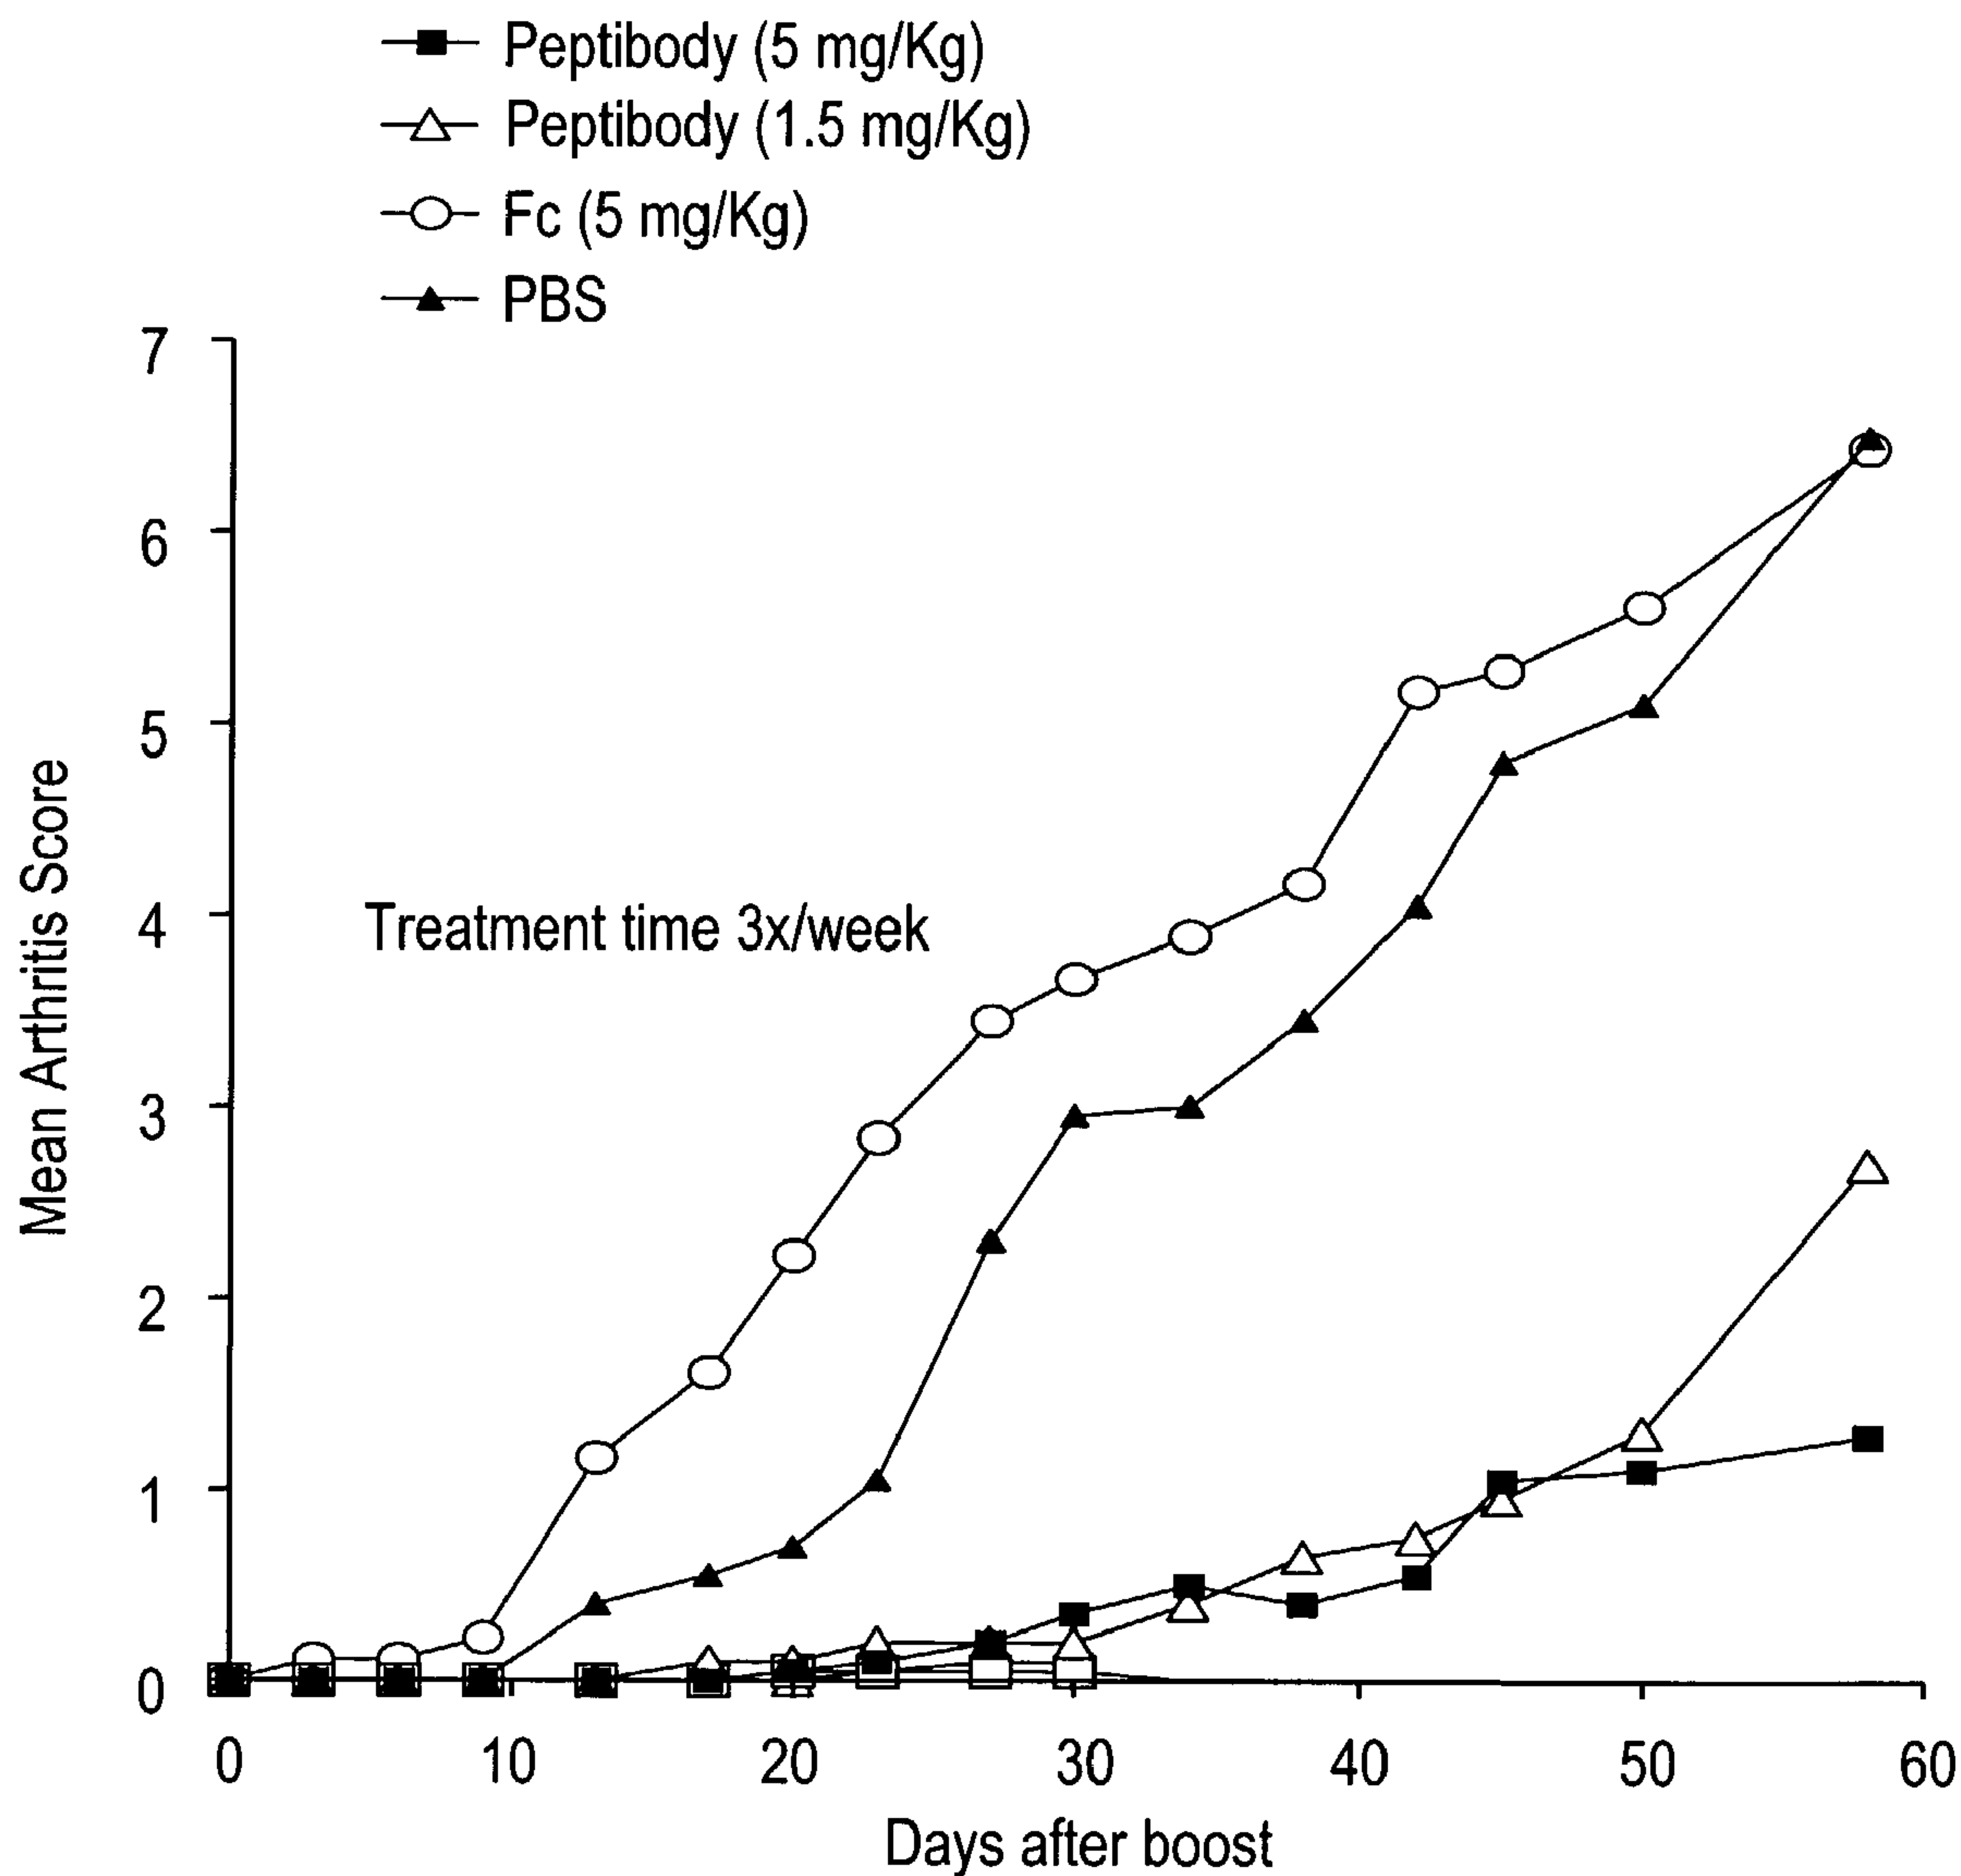 Peptibody (5 mg/Kg)
Peptibody (1.5 mg/Kg)
Fc (5 mg/Kg)
PBS
7
6
5
4
3
2
1
0
Mean Arthritis Score
Treatment time 3x/week
0 10 20 30 40 50 60
Days after boost